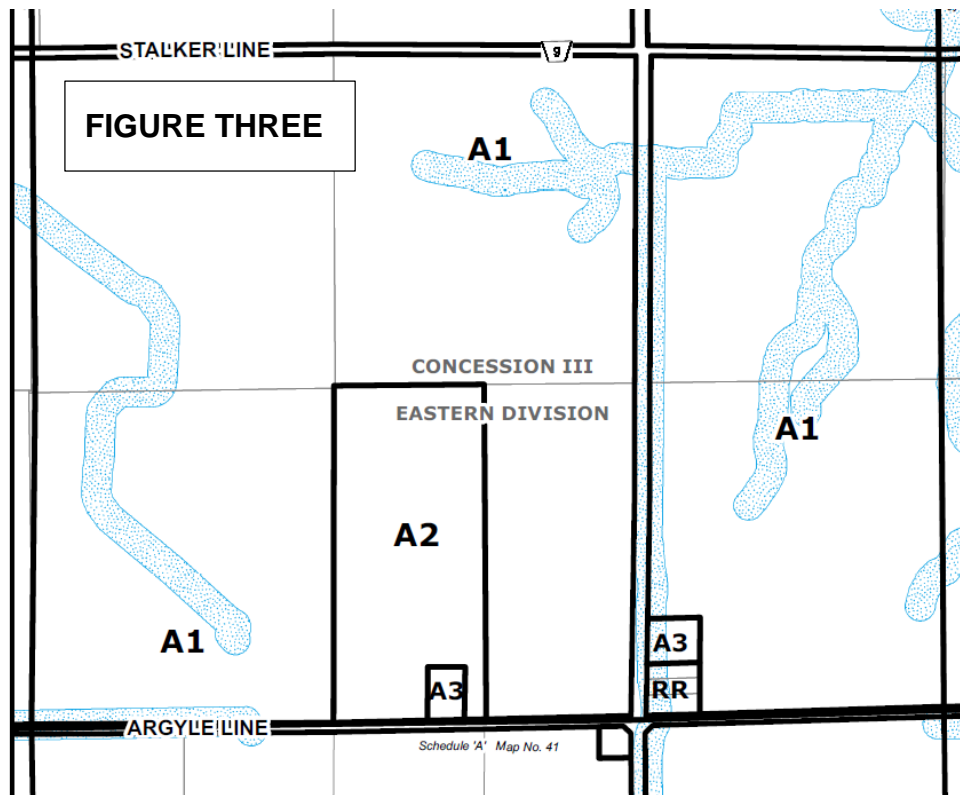 STALKER LINE
9
FIGURE THREE
A1
CONCESSION III
EASTERN DIVISION
A1
A2
A1
A3
A3
RR
ARGYLE LINE
Schedule 'A' Map No. 41